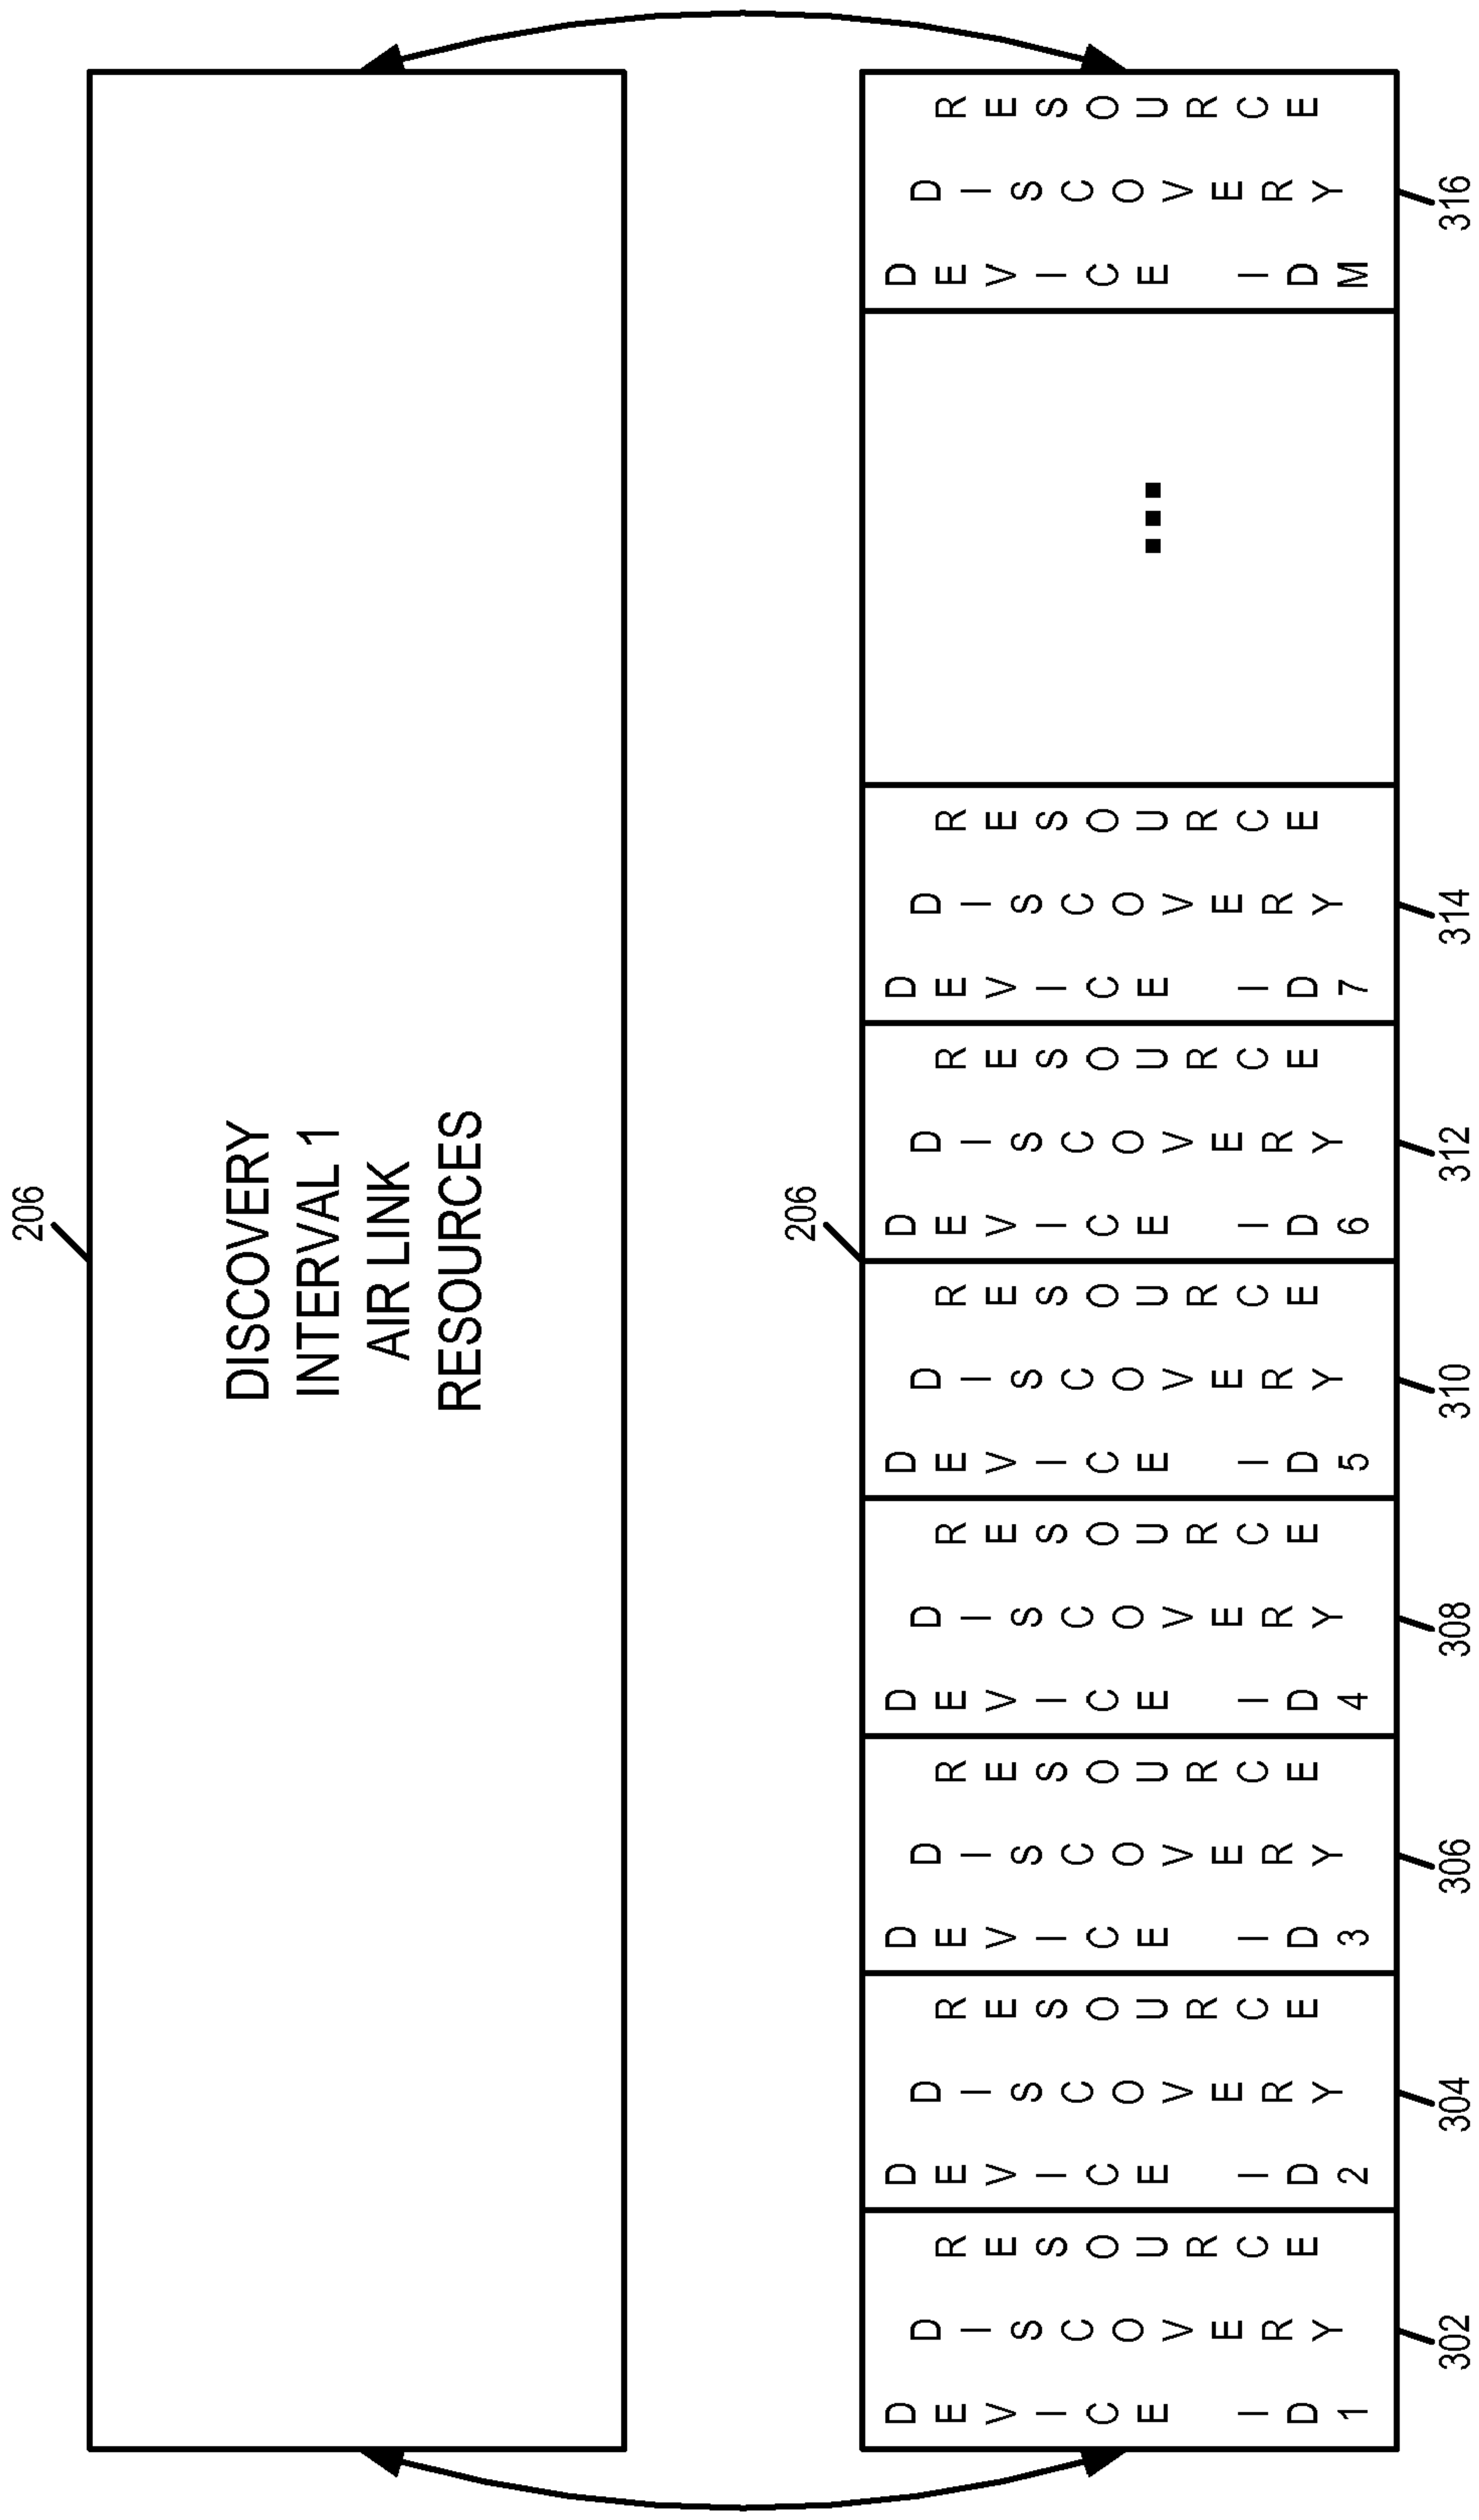 206
DISCOVERY
INTERVAL 1
AIR LINK
RESOURCES
206
DEVICE ID 1
DISCOVERY
RESOURCE
DEVICE ID 2
DISCOVERY
RESOURCE
DEVICE ID 3
DISCOVERY
RESOURCE
DEVICE ID 4
DISCOVERY
RESOURCE
DEVICE ID 5
DISCOVERY
RESOURCE
DEVICE ID 6
DISCOVERY
RESOURCE
DEVICE ID 7
DISCOVERY
RESOURCE
...
DEVICE ID M
DISCOVERY
RESOURCE
302
304
306
308
310
312
314
316